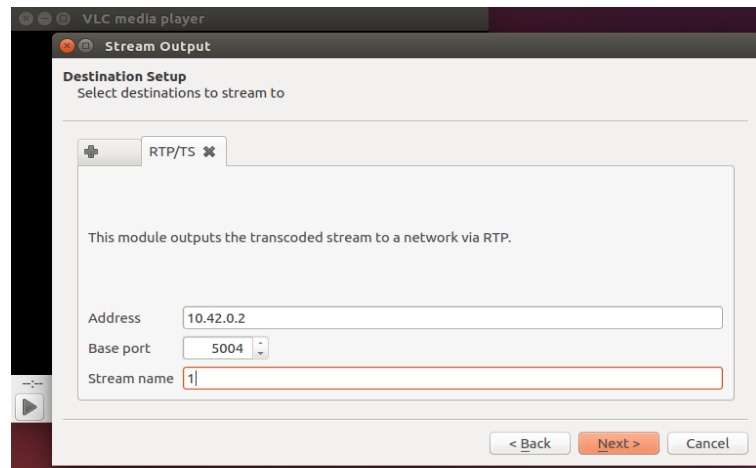 VLC media player
Stream Output
Destination Setup
Select destinations to stream to
RTP/TS
This module outputs the transcoded stream to a network via RTP.
Address 10.42.0.2
Base port 5004
Stream name 1
--:--
< Back Next > Cancel